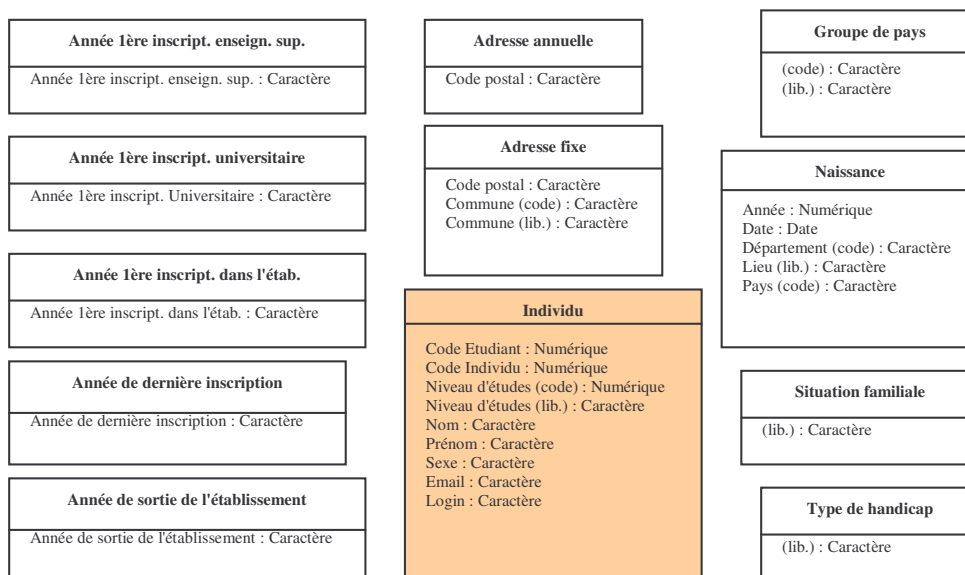 Année 1ère inscript. enseign. sup.
Année 1ère inscript. enseign. sup. : Caractère
Année 1ère inscript. universitaire
Année 1ère inscript. Universitaire : Caractère
Année 1ère inscript. dans l'étab.
Année 1ère inscript. dans l'étab. : Caractère
Année de dernière inscription
Année de dernière inscription : Caractère
Année de sortie de l'établissement
Année de sortie de l'établissement : Caractère
Adresse annuelle
Code postal : Caractère
Adresse fixe
Code postal : Caractère
Commune (code) : Caractère
Commune (lib.) : Caractère
Individu
Code Etudiant : Numérique
Code Individu : Numérique
Niveau d'études (code) : Numérique
Niveau d'études (lib.) : Caractère
Nom : Caractère
Prénom : Caractère
Sexe : Caractère
Email : Caractère
Login : Caractère
Groupe de pays
(code) : Caractère
(lib.) : Caractère
Naissance
Année : Numérique
Date : Date
Département (code) : Caractère
Lieu (lib.) : Caractère
Pays (code) : Caractère
Situation familiale
(lib.) : Caractère
Type de handicap
(lib.) : Caractère